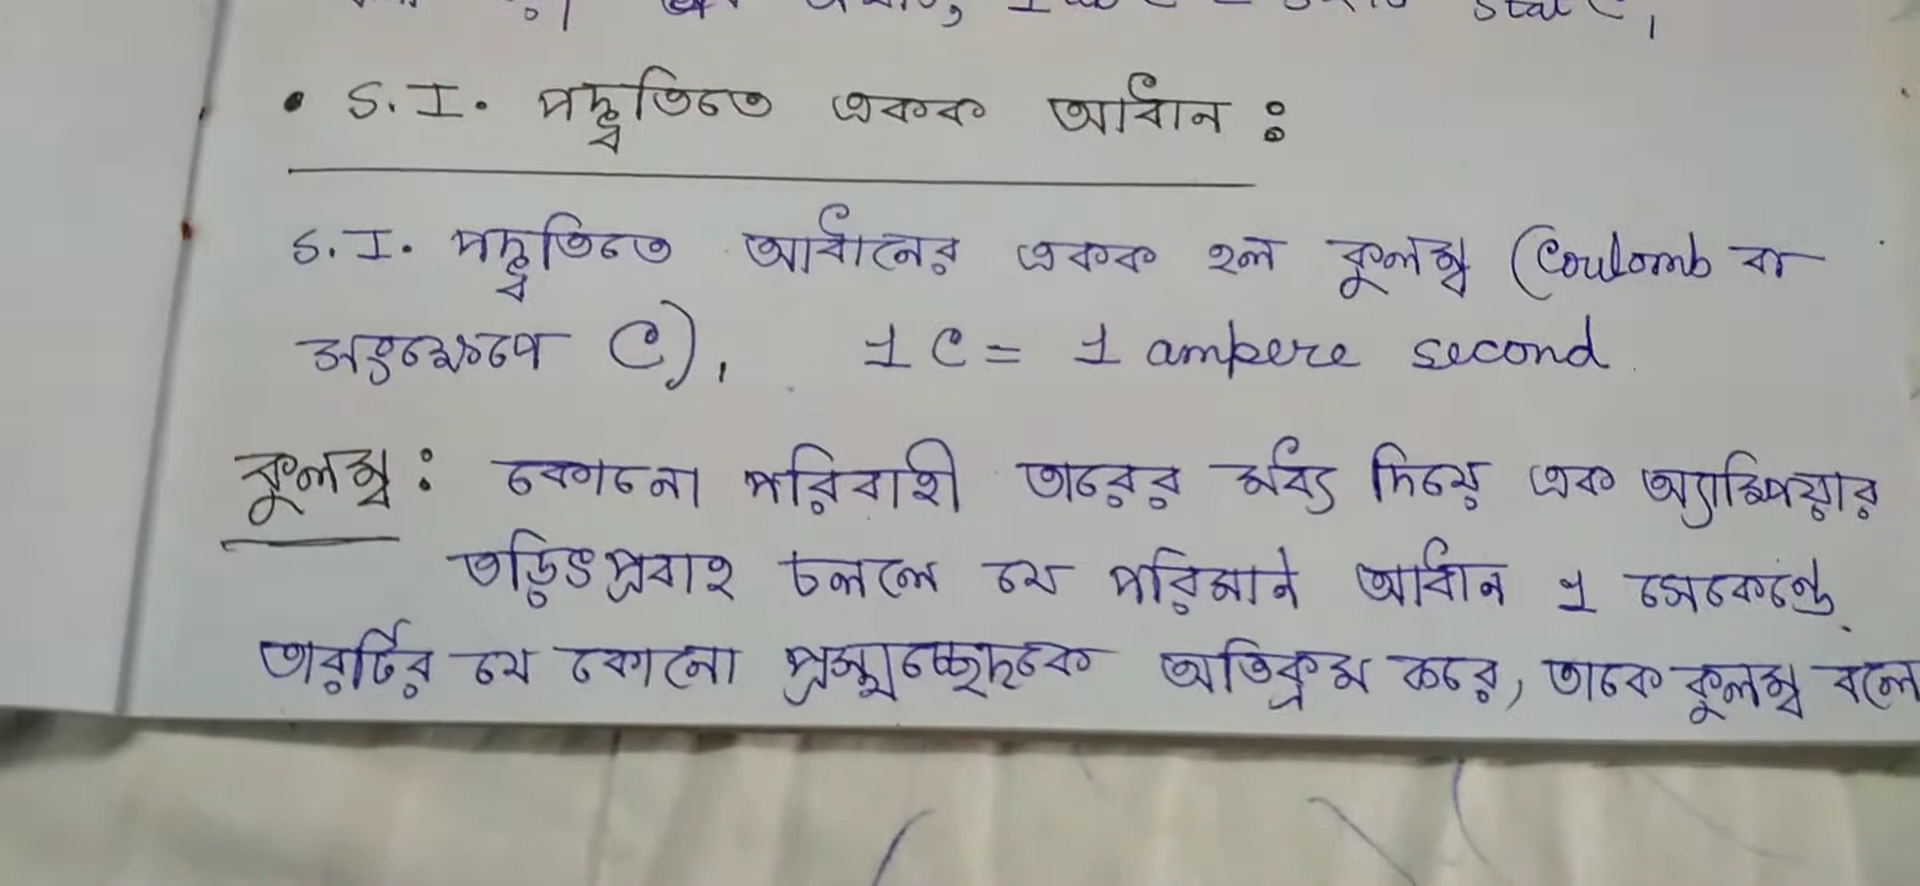 • S.I. পদ্ধতিতে একক আধান :
S.I. পদ্ধতিতে আধানের একক হল কুলম্ব (Coulomb বা
সংক্ষেপে C), 1 C = 1 ampere second
কুলম্ব : কোনো পরিবাহী তারের মধ্য দিয়ে এক অ্যাম্পিয়ার
তড়িৎপ্রবাহ চললে যে পরিমান আধান 1 সেকেন্ডে
তারটির যে কোনো প্রস্থচ্ছেদকে অতিক্রম করে, তাকে কুলম্ব বলে